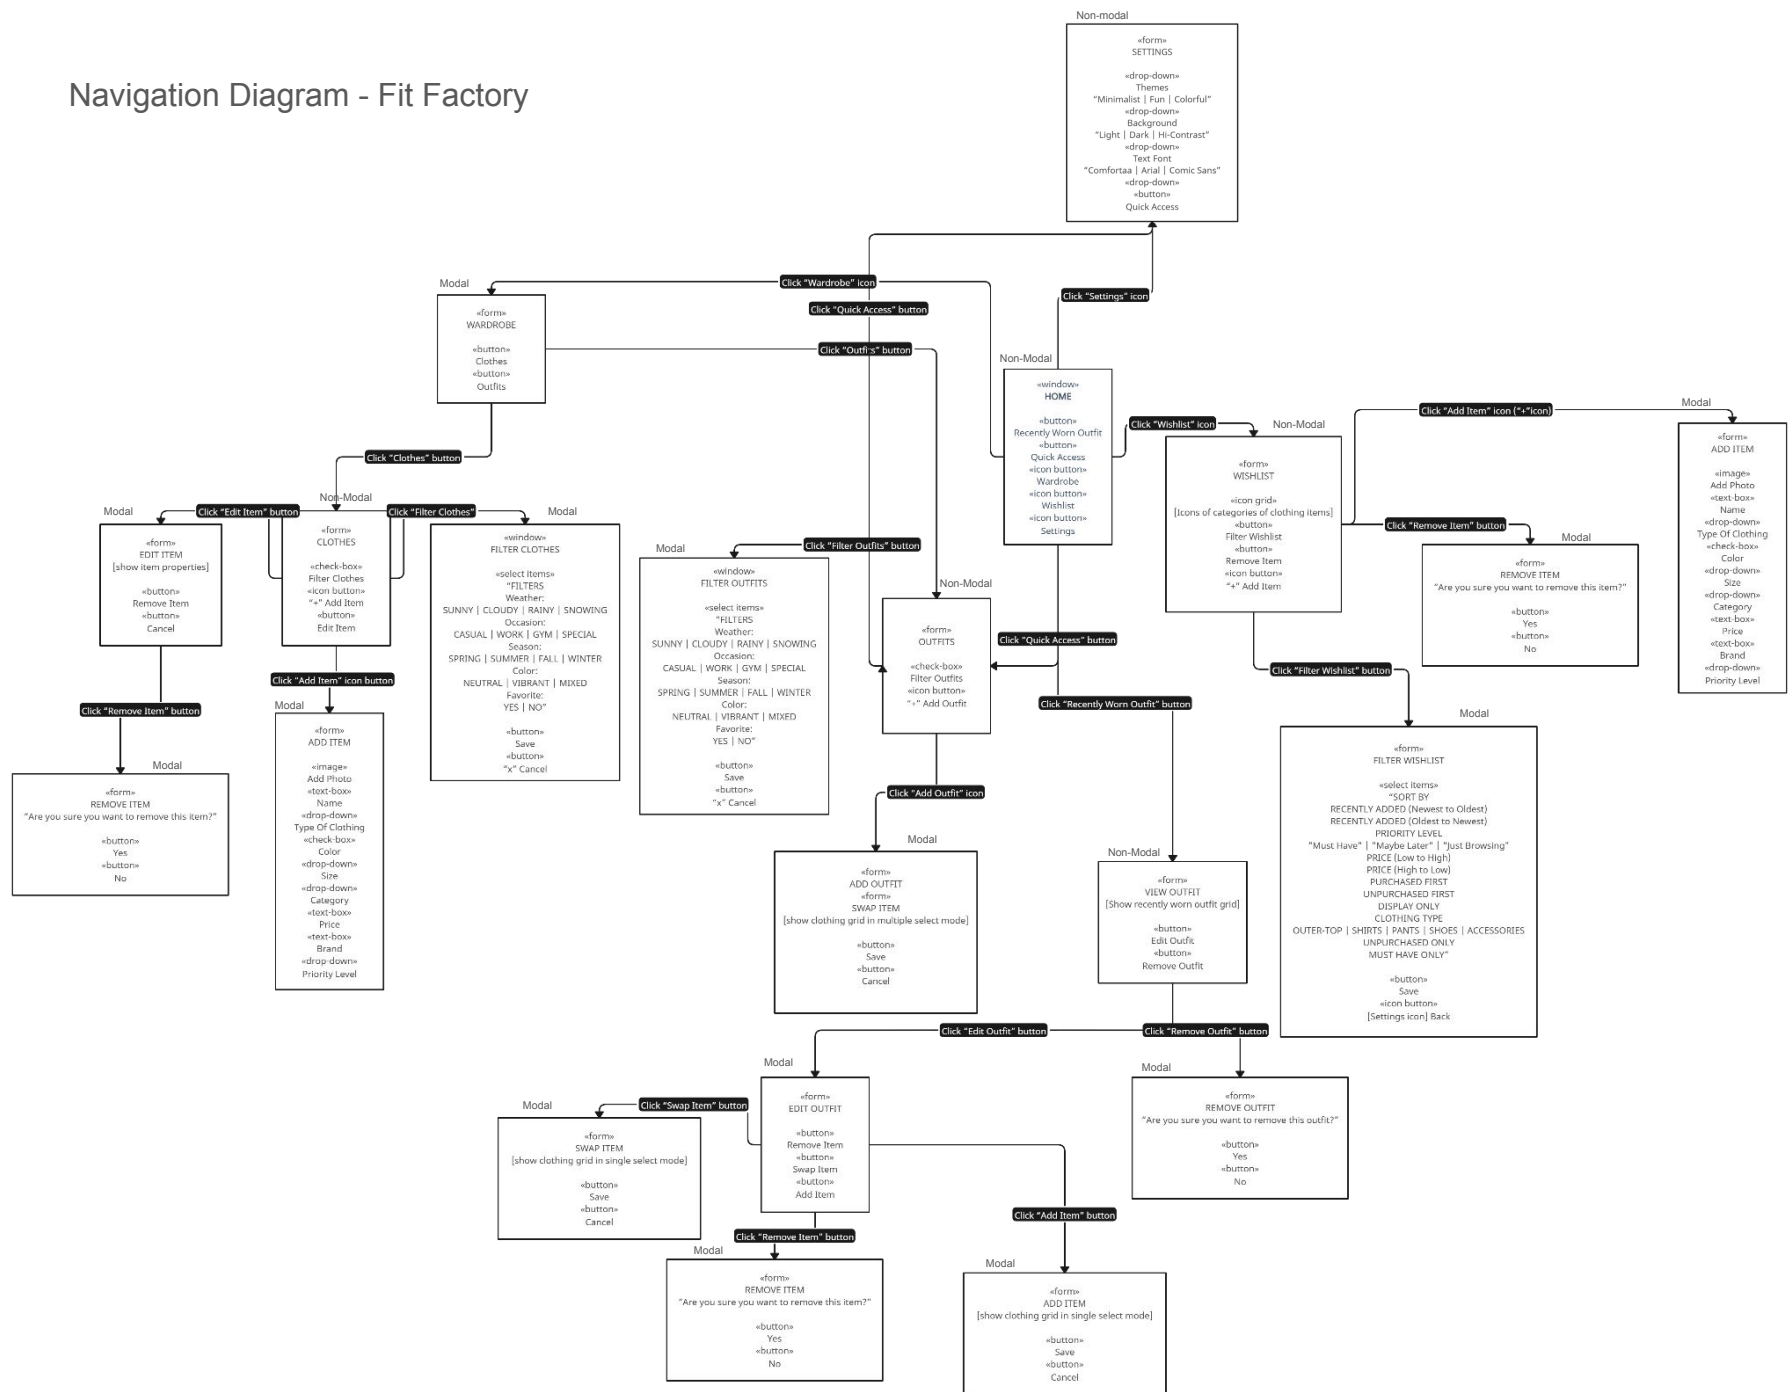 Navigation Diagram - Fit Factory
Non-modal
«form»
SETTINGS
«drop-down»
Themes
“Minimalist | Fun | Colorful”
«drop-down»
Background
“Light | Dark | Hi-Contrast”
«drop-down»
Text Font
“Comfortaa | Arial | Comic Sans”
«drop-down»
«button»
Quick Access
Click “Wardrobe” icon
Click “Quick Access” button
Click “Settings” icon
Click “Outfits” button
Modal
«form»
WARDROBE
«button»
Clothes
«button»
Outfits
Non-Modal
«window»
HOME
«button»
Recently Worn Outfit
«button»
Quick Access
«icon button»
Wardrobe
«icon button»
Wishlist
«icon button»
Settings
Click “Wishlist” icon
Non-Modal
«form»
WISHLIST
«icon grid»
[Icons of categories of clothing items]
«button»
Filter Wishlist
«button»
Remove Item
«icon button»
“+” Add Item
Click “Add Item” icon (“+”icon)
Modal
«form»
ADD ITEM
«image»
Add Photo
«text-box»
Name
«drop-down»
Type Of Clothing
«check-box»
Color
«drop-down»
Size
«drop-down»
Category
«text-box»
Price
«text-box»
Brand
«drop-down»
Priority Level
Click “Remove Item” button
Modal
«form»
REMOVE ITEM
“Are you sure you want to remove this item?”
«button»
Yes
«button»
No
Click “Clothes” button
Non-Modal
Click “Edit Item” button
Click “Filter Clothes”
Modal
«form»
EDIT ITEM
[show item properties]
«button»
Remove Item
«button»
Cancel
«form»
CLOTHES
«check-box»
Filter Clothes
«icon button»
“+” Add Item
«button»
Edit Item
Modal
«window»
FILTER CLOTHES
«select items»
“FILTERS
Weather:
SUNNY | CLOUDY | RAINY | SNOWING
Occasion:
CASUAL | WORK | GYM | SPECIAL
Season:
SPRING | SUMMER | FALL | WINTER
Color:
NEUTRAL | VIBRANT | MIXED
Favorite:
YES | NO”
«button»
Save
«button»
“x” Cancel
Click “Filter Outfits” button
Modal
«window»
FILTER OUTFITS
«select items»
“FILTERS
Weather:
SUNNY | CLOUDY | RAINY | SNOWING
Occasion:
CASUAL | WORK | GYM | SPECIAL
Season:
SPRING | SUMMER | FALL | WINTER
Color:
NEUTRAL | VIBRANT | MIXED
Favorite:
YES | NO”
«button»
Save
«button»
“x” Cancel
Non-Modal
«form»
OUTFITS
«check-box»
Filter Outfits
«icon button»
“+” Add Outfit
Click “Quick Access” button
Click “Recently Worn Outfit” button
Click “Filter Wishlist” button
Click “Add Item” icon button
Click “Remove Item” button
Modal
«form»
REMOVE ITEM
“Are you sure you want to remove this item?”
«button»
Yes
«button»
No
Modal
«form»
ADD ITEM
«image»
Add Photo
«text-box»
Name
«drop-down»
Type Of Clothing
«check-box»
Color
«drop-down»
Size
«drop-down»
Category
«text-box»
Price
«text-box»
Brand
«drop-down»
Priority Level
Click “Add Outfit” icon
Modal
«form»
ADD OUTFIT
«form»
SWAP ITEM
[show clothing grid in multiple select mode]
«button»
Save
«button»
Cancel
Non-Modal
«form»
VIEW OUTFIT
[Show recently worn outfit grid]
«button»
Edit Outfit
«button»
Remove Outfit
Modal
«form»
FILTER WISHLIST
«select items»
“SORT BY
RECENTLY ADDED (Newest to Oldest)
RECENTLY ADDED (Oldest to Newest)
PRIORITY LEVEL
“Must Have” | “Maybe Later” | “Just Browsing”
PRICE (Low to High)
PRICE (High to Low)
PURCHASED FIRST
UNPURCHASED FIRST
DISPLAY ONLY
CLOTHING TYPE
OUTER-TOP | SHIRTS | PANTS | SHOES | ACCESSORIES
UNPURCHASED ONLY
MUST HAVE ONLY”
«button»
Save
«icon button»
[Settings icon] Back
Click “Edit Outfit” button
Click “Remove Outfit” button
Modal
«form»
EDIT OUTFIT
«button»
Remove Item
«button»
Swap Item
«button»
Add Item
Modal
«form»
REMOVE OUTFIT
“Are you sure you want to remove this outfit?”
«button»
Yes
«button»
No
Click “Swap Item” button
Modal
«form»
SWAP ITEM
[show clothing grid in single select mode]
«button»
Save
«button»
Cancel
Click “Remove Item” button
Modal
«form»
REMOVE ITEM
“Are you sure you want to remove this item?”
«button»
Yes
«button»
No
Click “Add Item” button
Modal
«form»
ADD ITEM
[show clothing grid in single select mode]
«button»
Save
«button»
Cancel